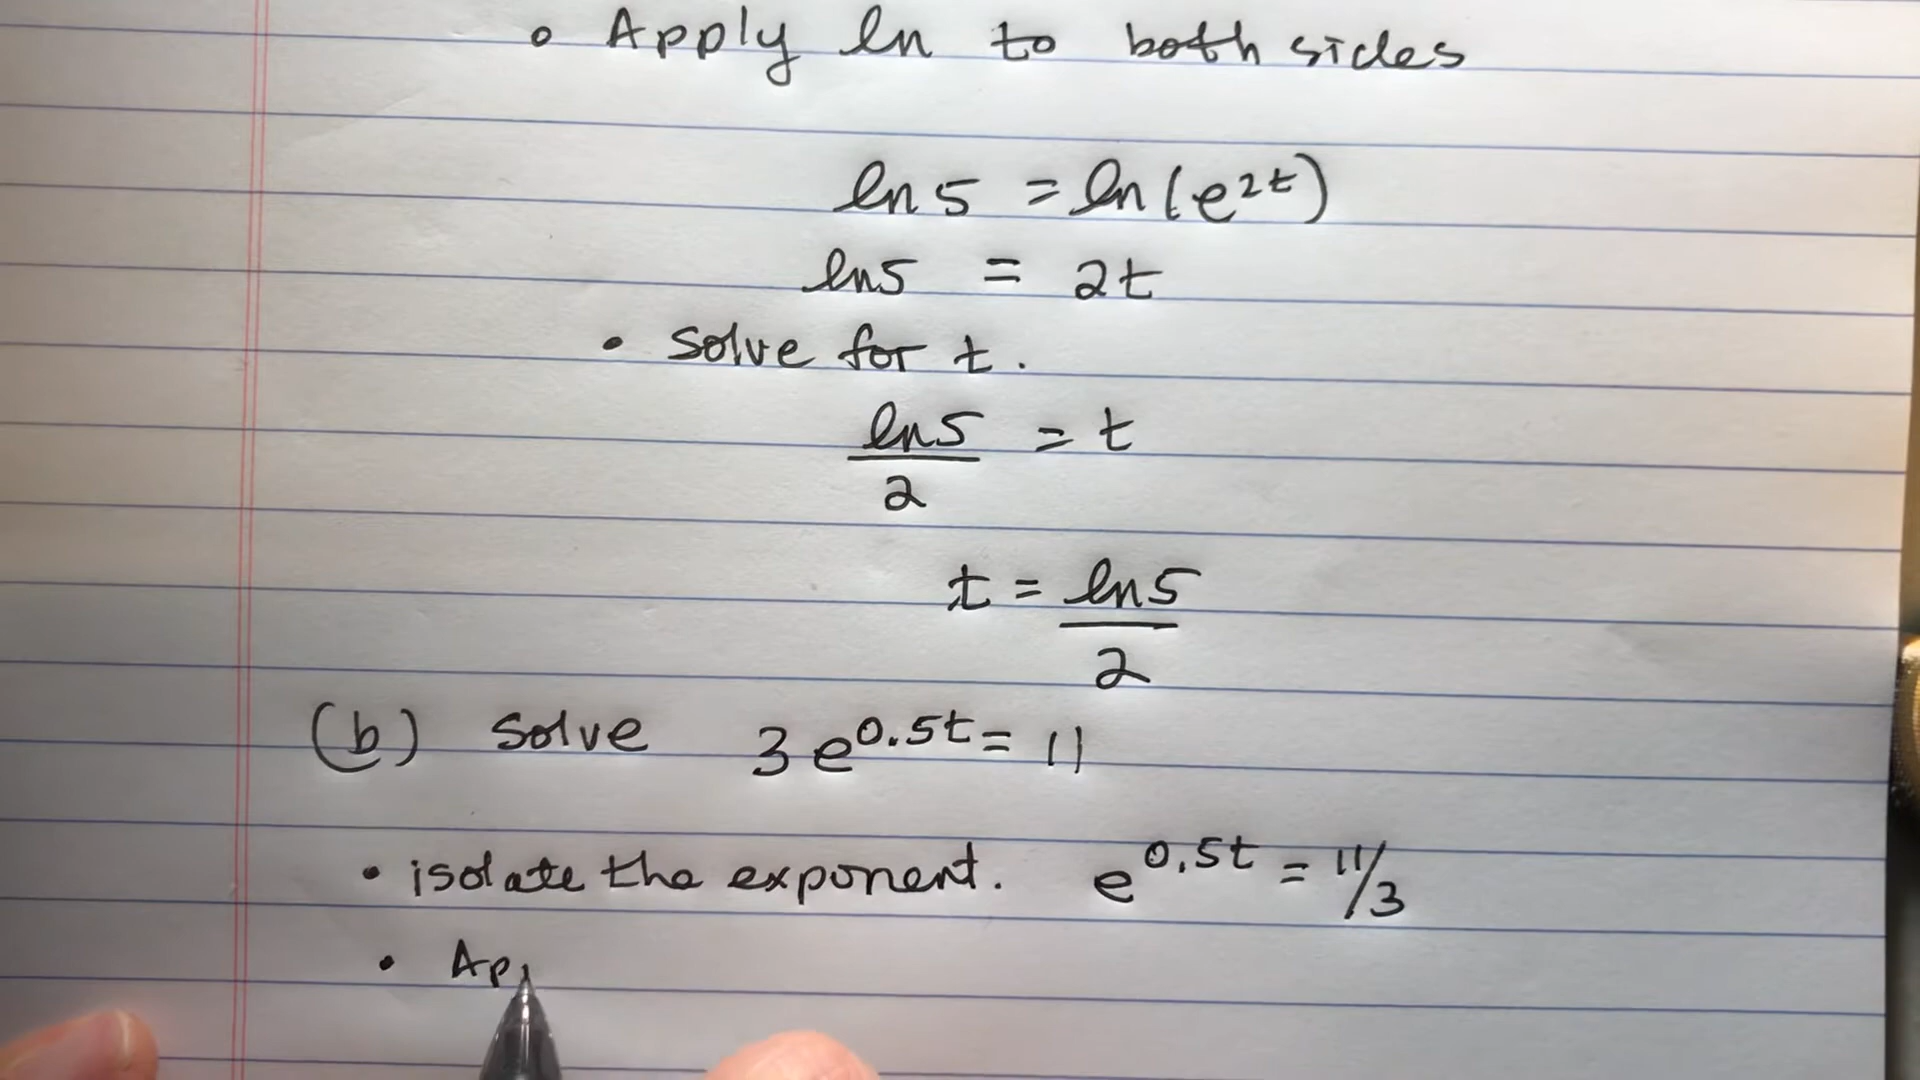 • Apply ln to both sides
ln 5 = ln(e^2t)
ln5 = 2t
• Solve for t.
ln5/2 = t
t = ln5/2
(b) Solve 3e^0.5t = 11
• isolate the exponent. e^0.5t = 11/3
• Ap